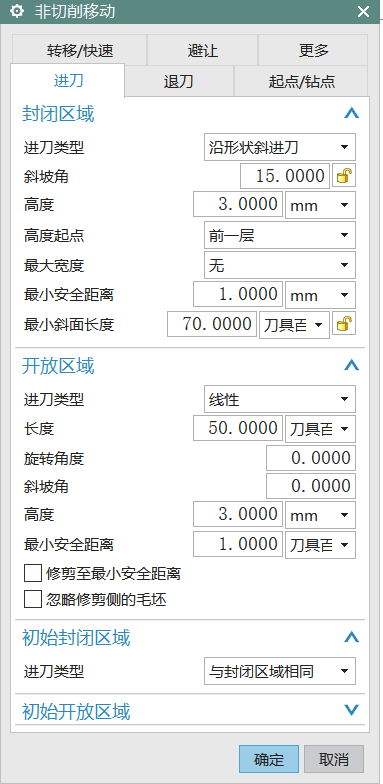 非切削移动
转移/快速 避让 更多
进刀 退刀 起点/钻点
封闭区域
进刀类型 沿形状斜进刀
斜坡角 15.0000
高度 3.0000 mm
高度起点 前一层
最大宽度 无
最小安全距离 1.0000 mm
最小斜面长度 70.0000 刀具百
开放区域
进刀类型 线性
长度 50.0000 刀具百
旋转角度 0.0000
斜坡角 0.0000
高度 3.0000 mm
最小安全距离 1.0000 刀具百
修剪至最小安全距离
忽略修剪侧的毛坯
初始封闭区域
进刀类型 与封闭区域相同
初始开放区域
确定 取消